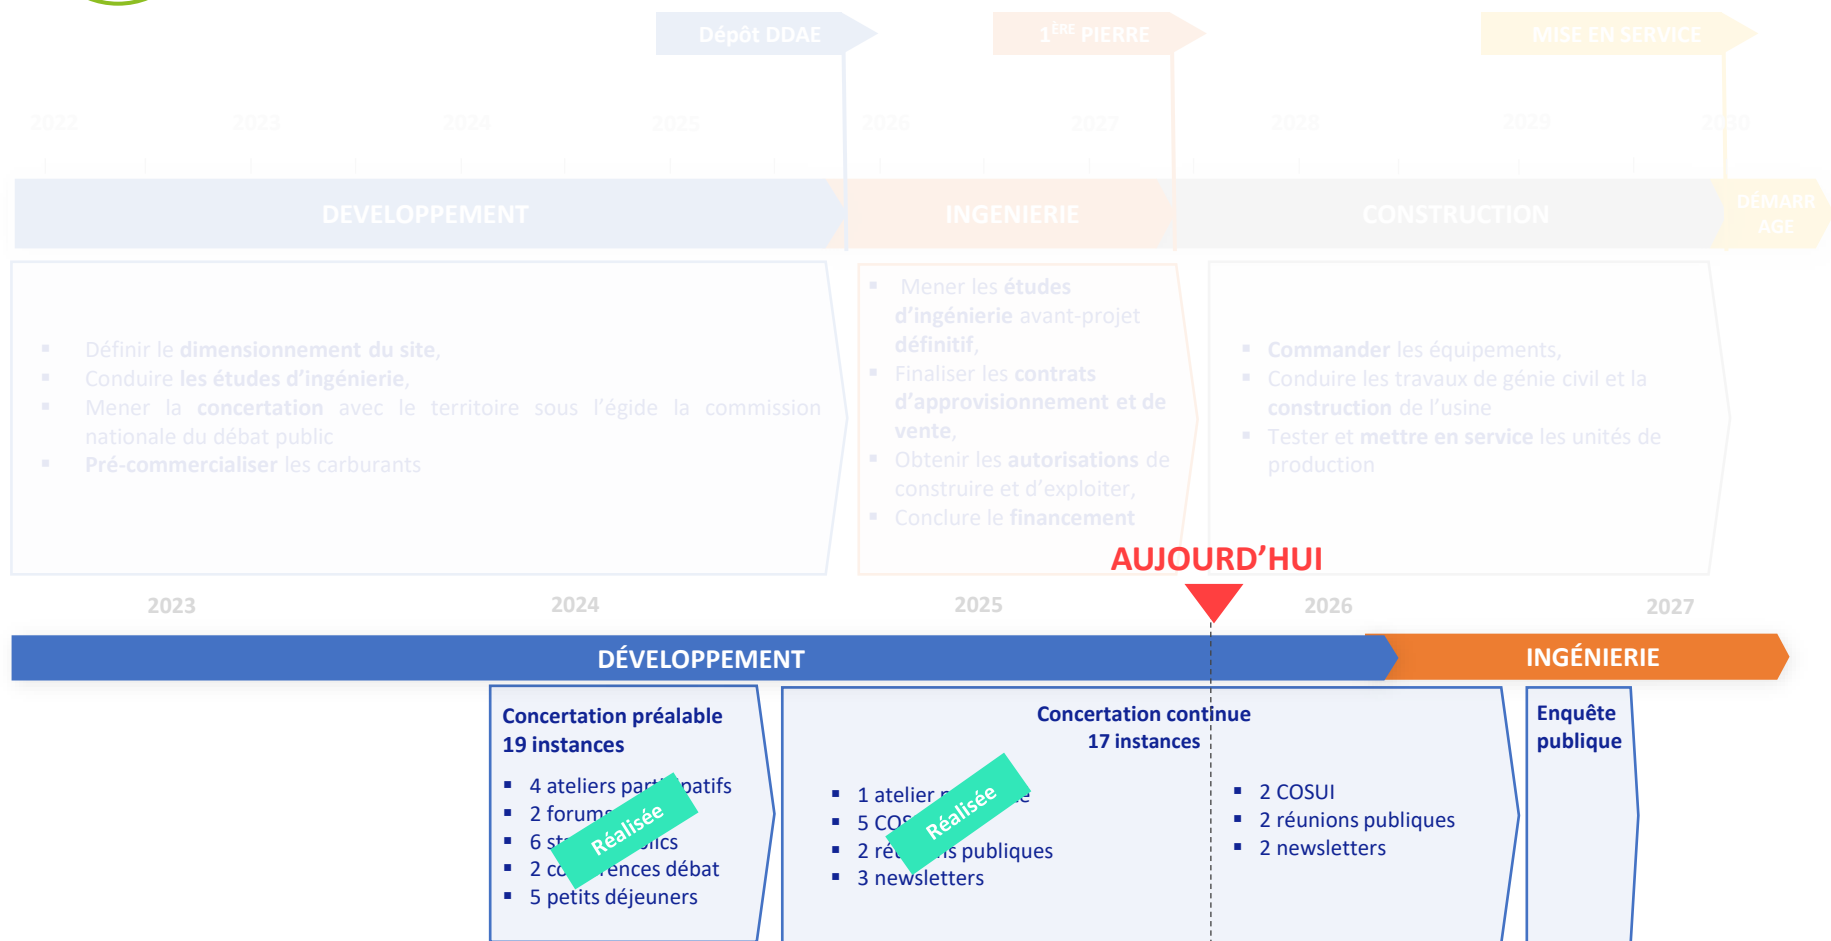 Dépôt DDAE
1ÈRE PIERRE
MISE EN SERVICE
2022 2023 2024 2025 2026 2027 2028 2029 2030
DEVELOPPEMENT
INGENIERIE
CONSTRUCTION
DÉMARR
AGE
▪ Définir le dimensionnement du site,
▪ Conduire les études d'ingénierie,
▪ Mener la concertation avec le territoire sous l'égide la commission
nationale du débat public
▪ Pré-commercialiser les carburants
▪ Mener les études
d'ingénierie avant-projet
définitif,
▪ Finaliser les contrats
d'approvisionnement et de
vente,
▪ Obtenir les autorisations de
construire et d'exploiter,
▪ Conclure le financement
▪ Commander les équipements,
▪ Conduire les travaux de génie civil et la
construction de l'usine
▪ Tester et mettre en service les unités de
production
AUJOURD'HUI
2023 2024 2025 2026 2027
DÉVELOPPEMENT
INGÉNIERIE
Concertation préalable
19 instances
▪ 4 ateliers participatifs
▪ 2 forums
▪ 6
▪ 2 conférences débat
▪ 5 petits déjeuners
Réalisée
Concertation continue
17 instances
▪ 1 atelier
▪ 5
▪ 2 réunions publiques
▪ 3 newsletters
Réalisée
▪ 2 COSUI
▪ 2 réunions publiques
▪ 2 newsletters
Enquête
publique